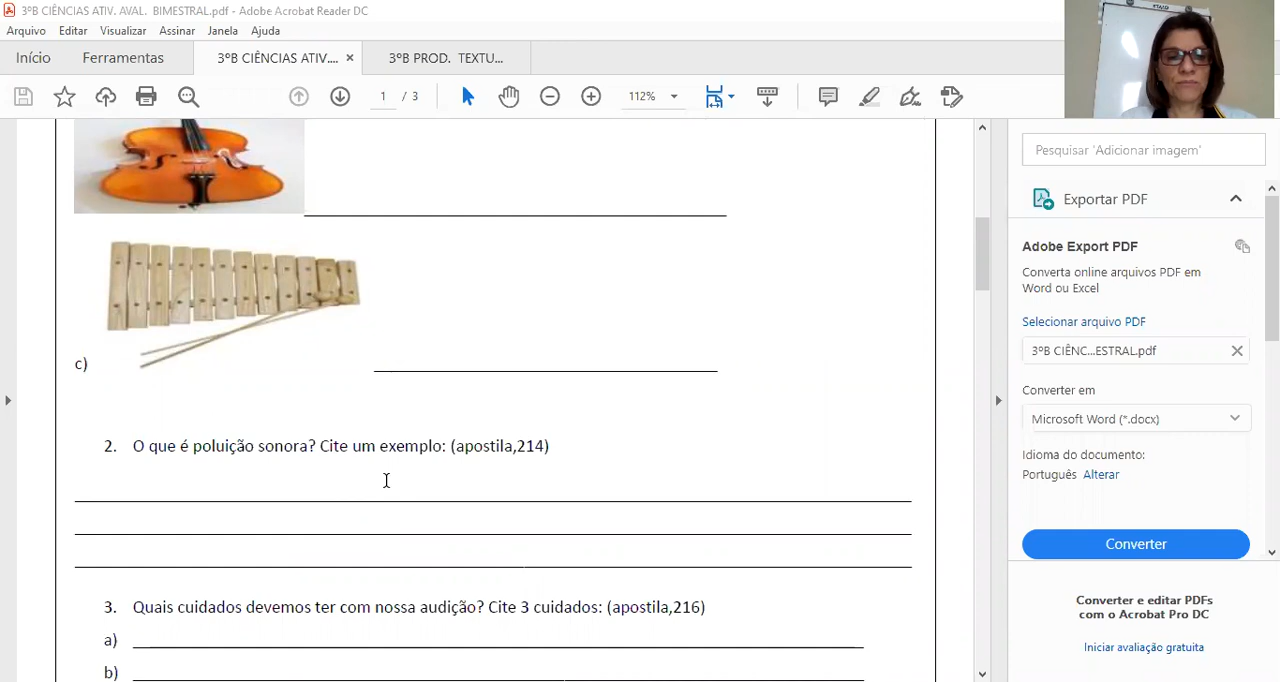 3ºB CIÊNCIAS ATIV. AVAL. BIMESTRAL.pdf - Adobe Acrobat Reader DC
Arquivo Editar Visualizar Assinar Janela Ajuda
Início Ferramentas 3ºB CIÊNCIAS ATIV.... × 3ºB PROD. TEXTU...
1 / 3 112%
Pesquisar 'Adicionar imagem'
Exportar PDF
Adobe Export PDF
Converta online arquivos PDF em
Word ou Excel
Selecionar arquivo PDF
3ºB CIÊNC...ESTRAL.pdf
Converter em
Microsoft Word (*.docx)
Idioma do documento:
Português Alterar
Converter
Converter e editar PDFs
com o Acrobat Pro DC
Iniciar avaliação gratuita
c)
2. O que é poluição sonora? Cite um exemplo: (apostila,214)
3. Quais cuidados devemos ter com nossa audição? Cite 3 cuidados: (apostila,216)
a)
b)